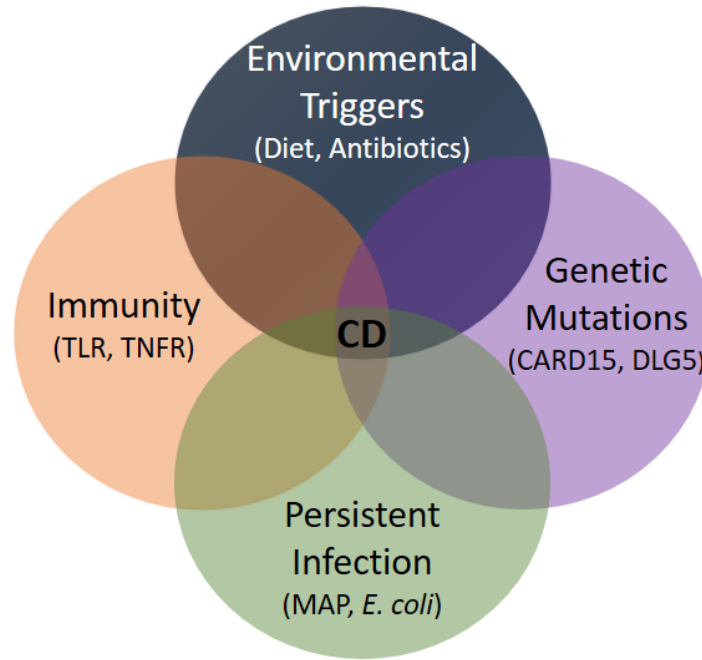 Environmental
Triggers
(Diet, Antibiotics)
Immunity
(TLR, TNFR)
Genetic
Mutations
(CARD15, DLG5)
CD
Persistent
Infection
(MAP, E. coli)